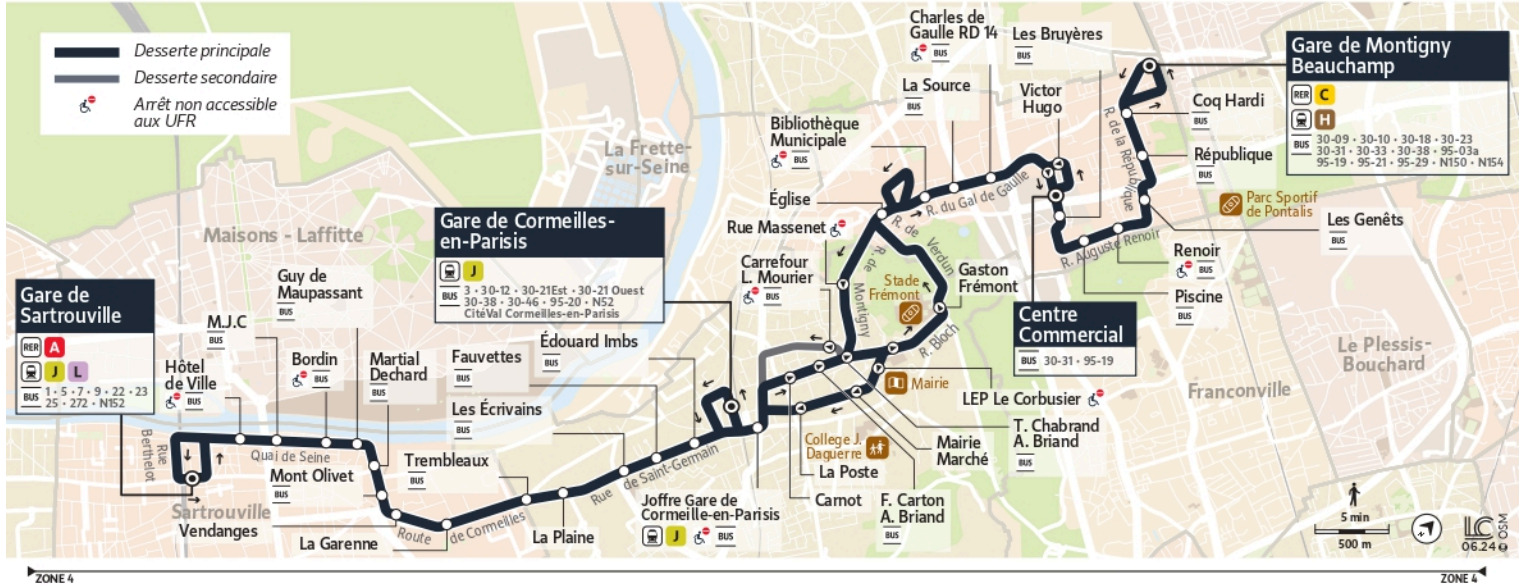 Desserte principale
Desserte secondaire
Arrêt non accessible
aux UFR
Maisons - Laffitte
La Frette-
sur-Seine
Sartrouville
Franconville
Le Plessis-
Bouchard
Gare de
Sartrouville
RER A
J L
BUS 1 • 5 • 7 • 9 • 22 • 23
25 • 272 • N152
Rue
Berthelot
Hôtel
de Ville
BUS
M.J.C
BUS
Quai de Seine
Guy de
Maupassant
BUS
Bordin
BUS
Martial
Dechard
BUS
Mont Olivet
BUS
Vendanges
La Garenne
Route de Cormeilles
Trembleaux
BUS
La Plaine
Les Écrivains
BUS
Fauvettes
BUS
Rue de Saint-Germain
Édouard Imbs
BUS
Gare de Cormeilles-
en-Parisis
J
BUS 3 • 30-12 • 30-21Est • 30-21 Ouest
30-38 • 30-46 • 95-20 • N52
CitéVal Cormeilles-en-Parisis
Joffre Gare de
Cormeille-en-Parisis
J BUS
College J.
Daguerre
La Poste
Carnot
F. Carton
A. Briand
BUS
Mairie
Marché
T. Chabrand
A. Briand
BUS
LEP Le Corbusier
Mairie
Carrefour
L. Mourier
BUS
Rue Massenet
R. de
Montigny
Stade
Frémont
R. Bloch
Gaston
Frémont
R. de
Verdun
Église
Bibliothèque
Municipale
BUS
R. du Gal de Gaulle
La Source
BUS
Charles de
Gaulle RD 14
BUS
Victor
Hugo
Les Bruyères
BUS
Centre
Commercial
BUS 30-31 • 95-19
R. Auguste Renoir
Piscine
BUS
Renoir
BUS
Les Genêts
BUS
Parc Sportif
de Pontalis
R. de la République
République
BUS
Coq Hardi
BUS
Gare de Montigny
Beauchamp
RER C
H
BUS 30-09 • 30-10 • 30-18 • 30-23
30-31 • 30-33 • 30-38 • 95-03a
95-19 • 95-21 • 95-29 • N150 • N154
5 min
500 m
LC
06.24 © OSM
ZONE 4
ZONE 4